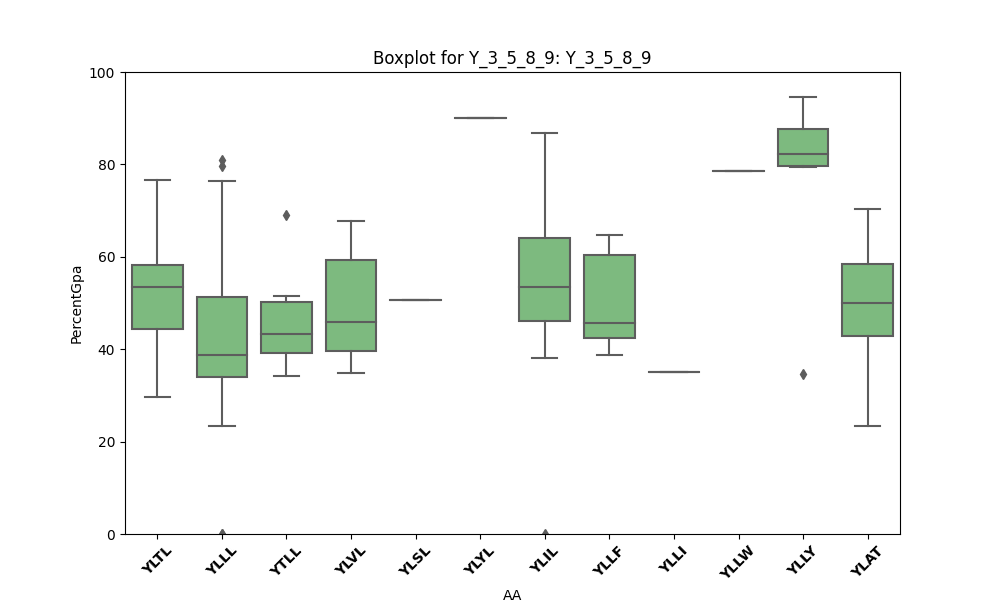 Boxplot for Y_3_5_8_9: Y_3_5_8_9
100
80
60
40
20
0
PercentGpa
YLTL
YLLL
YTLL
YLVL
YLSL
YLYL
YLIL
YLLF
YLLI
YLLW
YLLY
YLAT
AA